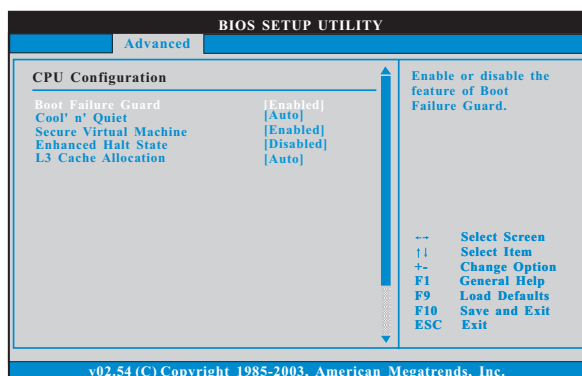 BIOS SETUP UTILITY
Advanced
CPU Configuration
Boot Failure Guard [Enabled]
Cool' n' Quiet [Auto]
Secure Virtual Machine [Enabled]
Enhanced Halt State [Disabled]
L3 Cache Allocation [Auto]
Enable or disable the
feature of Boot
Failure Guard.
←→ Select Screen
↑↓ Select Item
+- Change Option
F1 General Help
F9 Load Defaults
F10 Save and Exit
ESC Exit
v02.54 (C) Copyright 1985-2003, American Megatrends, Inc.